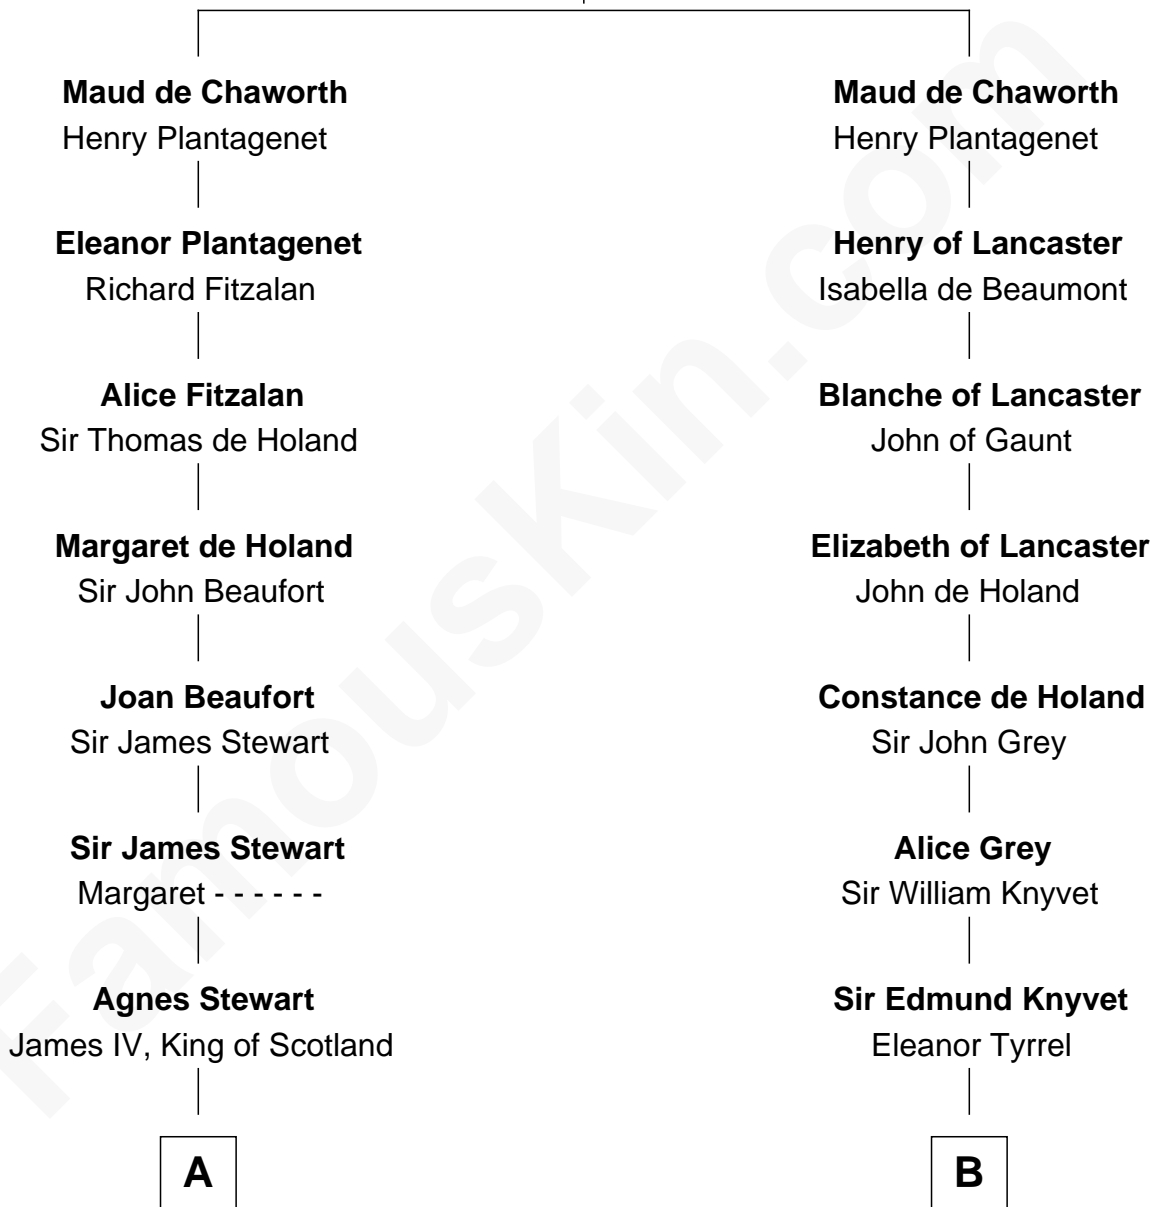 Maud de Chaworth
Henry Plantagenet
Eleanor Plantagenet
Richard Fitzalan
Alice Fitzalan
Sir Thomas de Holand
Margaret de Holand
Sir John Beaufort
Joan Beaufort
Sir James Stewart
Sir James Stewart
Margaret - - - - - -
Agnes Stewart
James IV, King of Scotland
A
Maud de Chaworth
Henry Plantagenet
Henry of Lancaster
Isabella de Beaumont
Blanche of Lancaster
John of Gaunt
Elizabeth of Lancaster
John de Holand
Constance de Holand
Sir John Grey
Alice Grey
Sir William Knyvet
Sir Edmund Knyvet
Eleanor Tyrrel
B
FamousKin.com